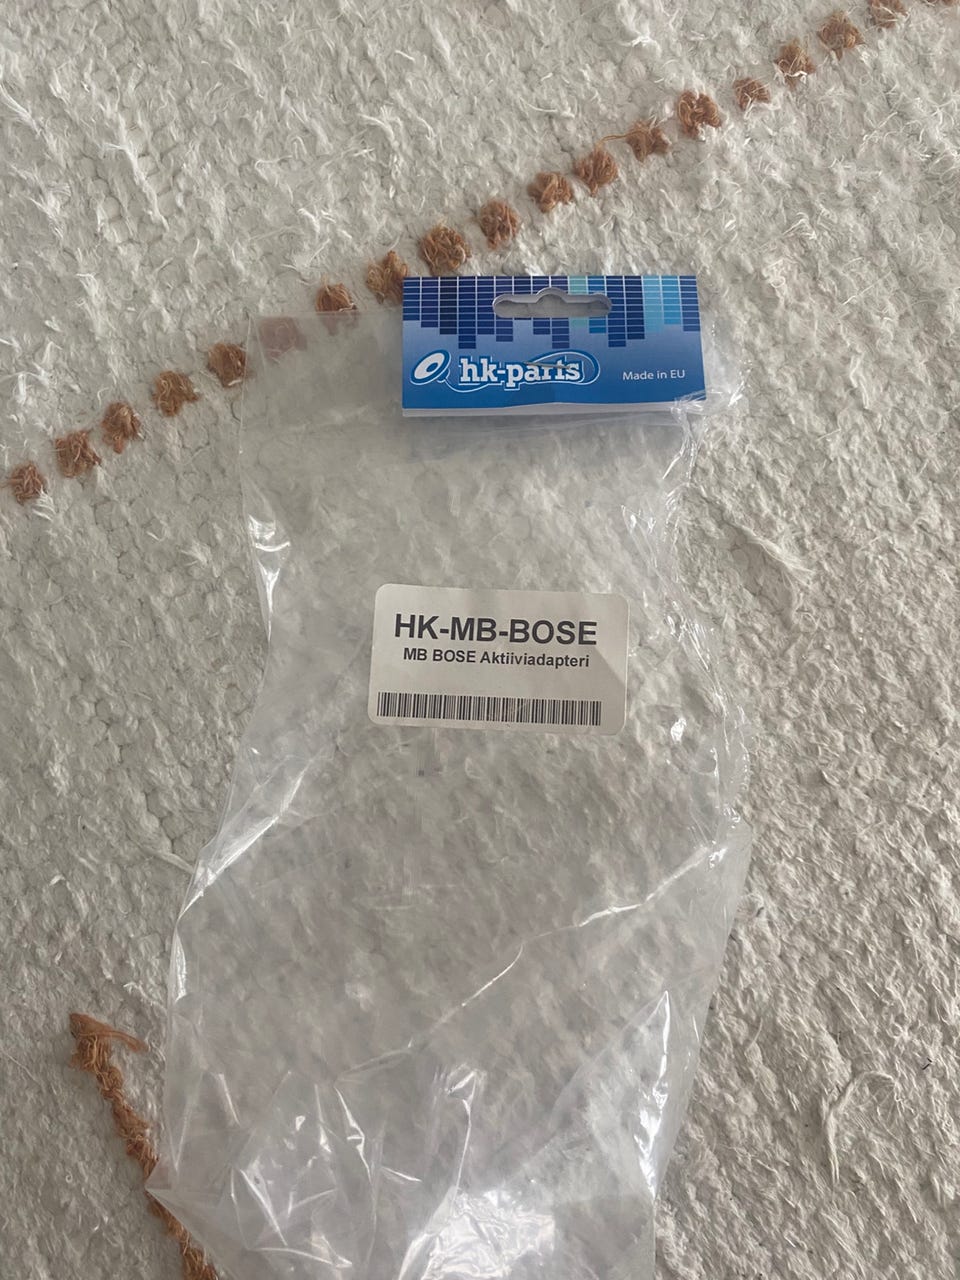 hk-parts
Made in EU
HK-MB-BOSE
MB BOSE Aktiiviadapteri